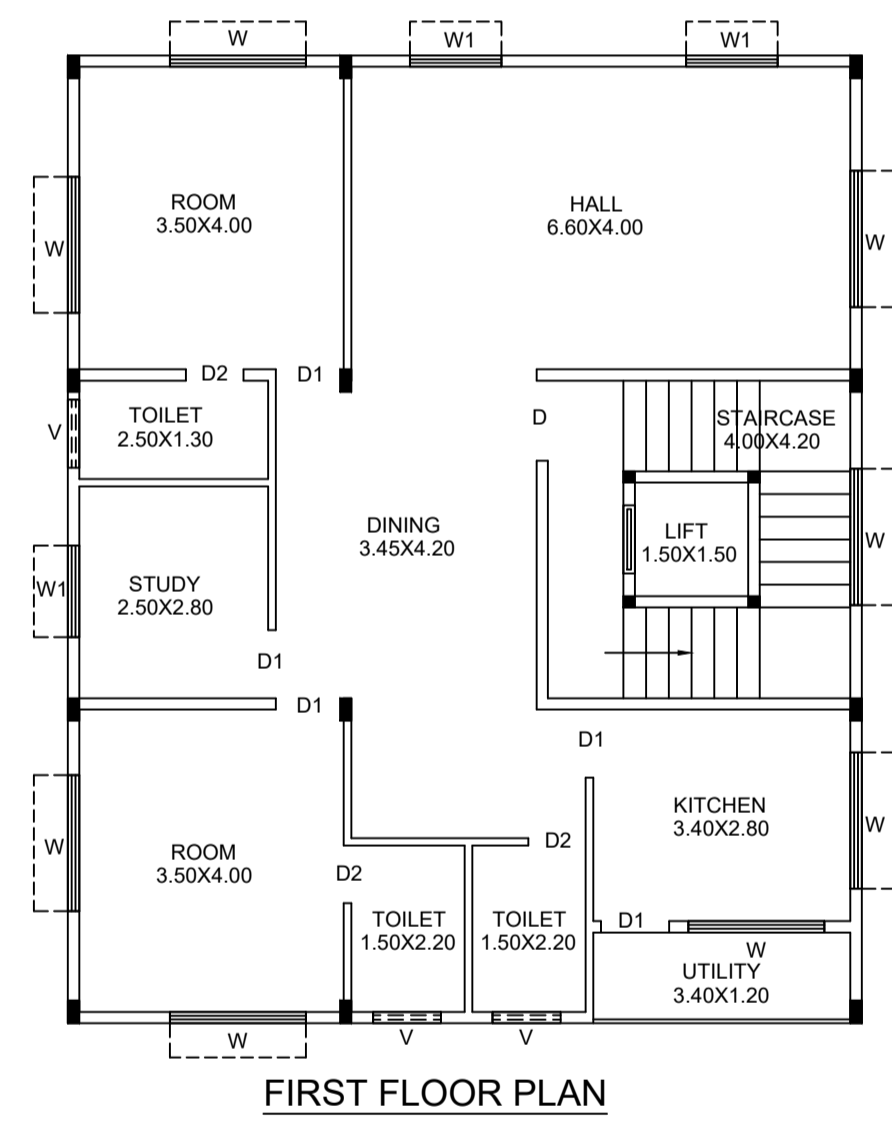 W
W1
W1
ROOM
3.50X4.00
HALL
6.60X4.00
W
W
D2
D1
TOILET
2.50X1.30
V
D
STAIRCASE
4.00X4.20
DINING
3.45X4.20
LIFT
1.50X1.50
W
W1
STUDY
2.50X2.80
D1
D1
D1
KITCHEN
3.40X2.80
W
W
ROOM
3.50X4.00
D2
D2
TOILET
1.50X2.20
TOILET
1.50X2.20
D1
W
UTILITY
3.40X1.20
W
V
V
FIRST FLOOR PLAN